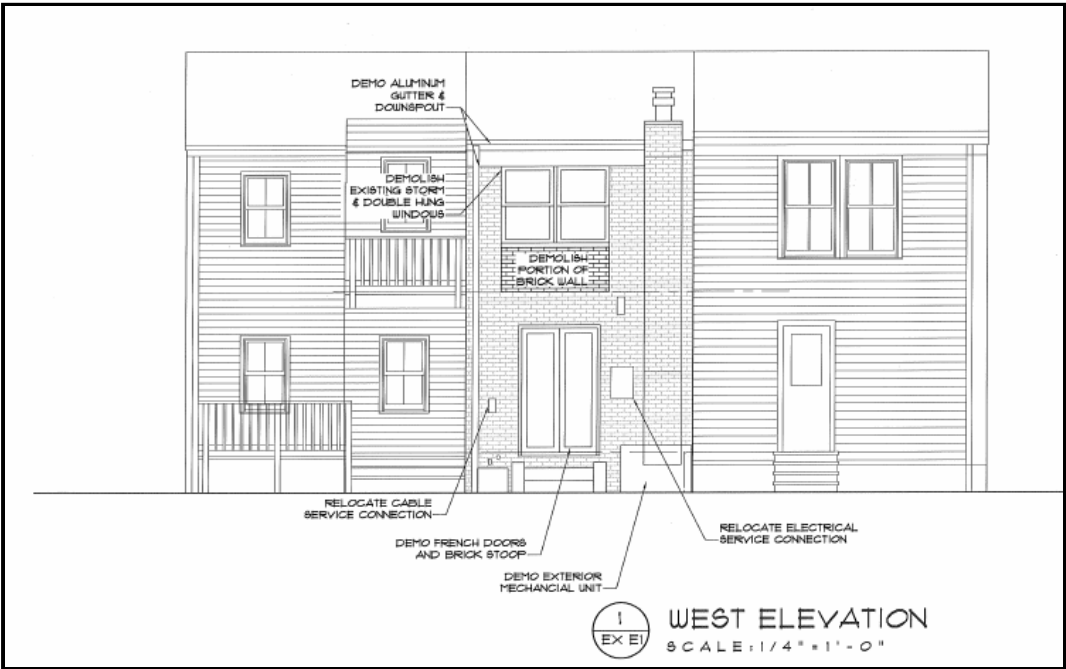 DEMO ALUMINUM
GUTTER &
DOWNSPOUT
DEMOLISH
EXISTING STORM
& DOUBLE HUNG
WINDOWS
DEMOLISH
PORTION OF
BRICK WALL
RELOCATE CABLE
SERVICE CONNECTION
DEMO FRENCH DOORS
AND BRICK STOOP
DEMO EXTERIOR
MECHANCIAL UNIT
RELOCATE ELECTRICAL
SERVICE CONNECTION
1
EX E1
WEST ELEVATION
SCALE: 1/4" = 1'-0"